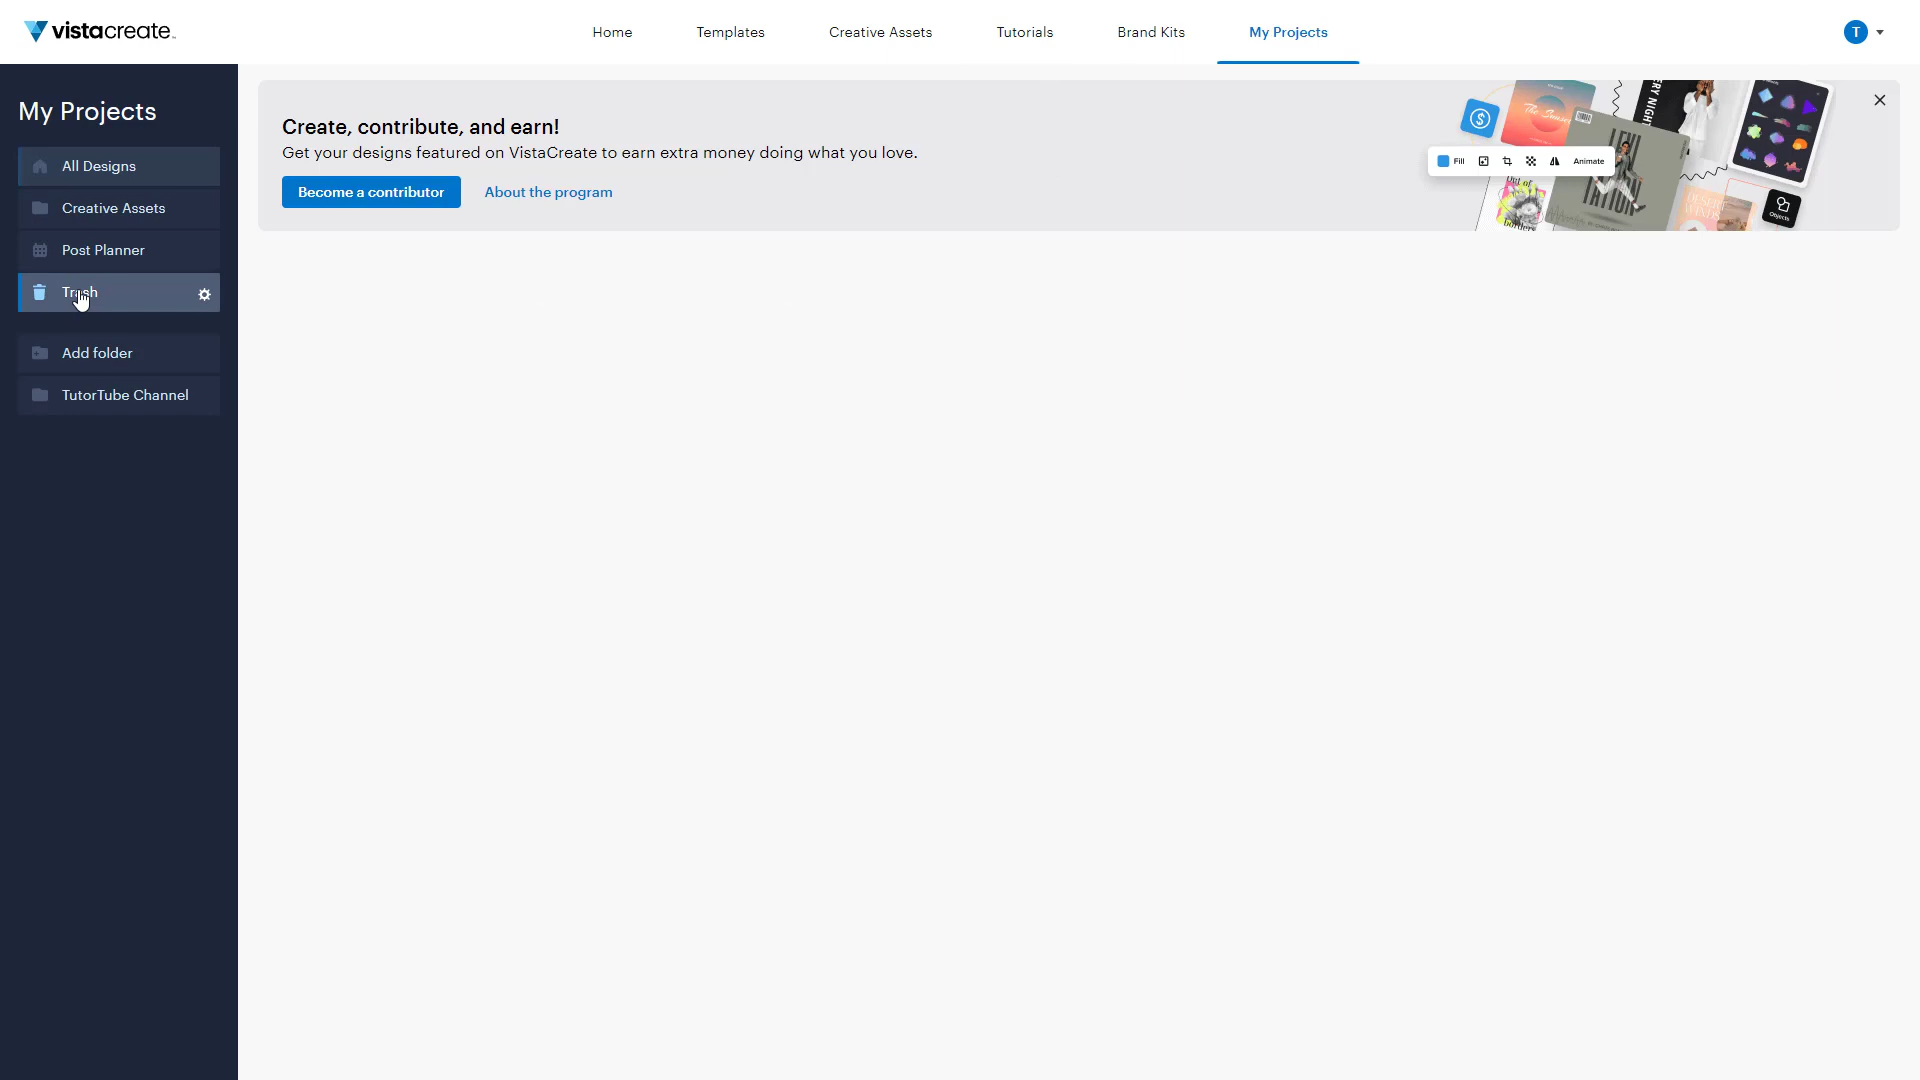 vistacreate
Home
Templates
Creative Assets
Tutorials
Brand Kits
My Projects
T
My Projects
All Designs
Creative Assets
Post Planner
Trash
Add folder
TutorTube Channel
Create, contribute, and earn!
Get your designs featured on VistaCreate to earn extra money doing what you love.
Become a contributor
About the program
Fill
Animate
Objects